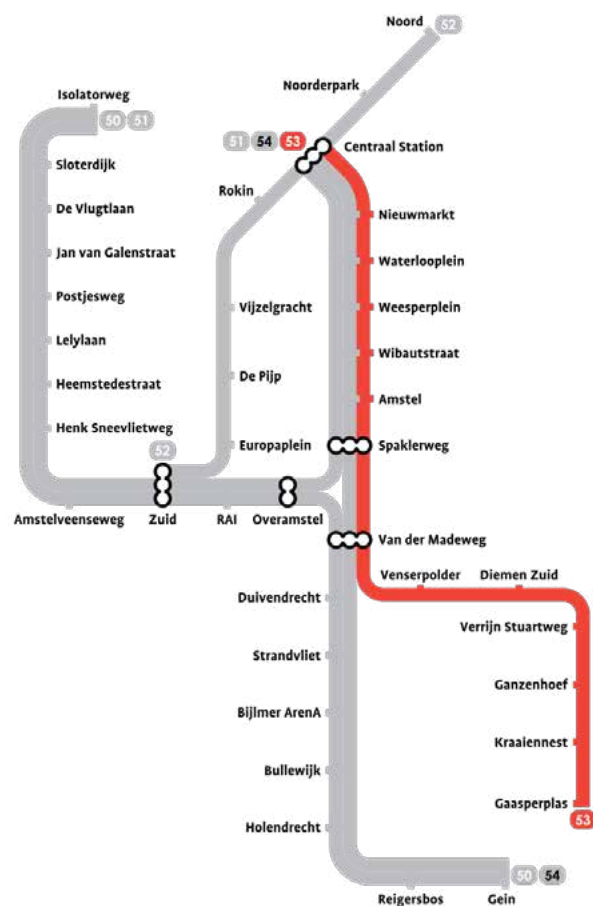 Noord
52
Noorderpark
Isolatorweg
50 51
51 54 53
Centraal Station
Sloterdijk
Rokin
De Vlugtlaan
Nieuwmarkt
Jan van Galenstraat
Waterlooplein
Postjesweg
Vijzelgracht
Weesperplein
Lelylaan
Wibautstraat
Heemstedestraat
De Pijp
Amstel
Henk Sneevlietweg
52
Europaplein
Spaklerweg
Amstelveenseweg
Zuid
RAI
Overamstel
Van der Madeweg
Venserpolder
Diemen Zuid
Duivendrecht
Verrijn Stuartweg
Strandvliet
Ganzenhoef
Bijlmer ArenA
Kraaiennest
Bullewijk
Gaasperplas
53
Holendrecht
50 54
Reigersbos
Gein